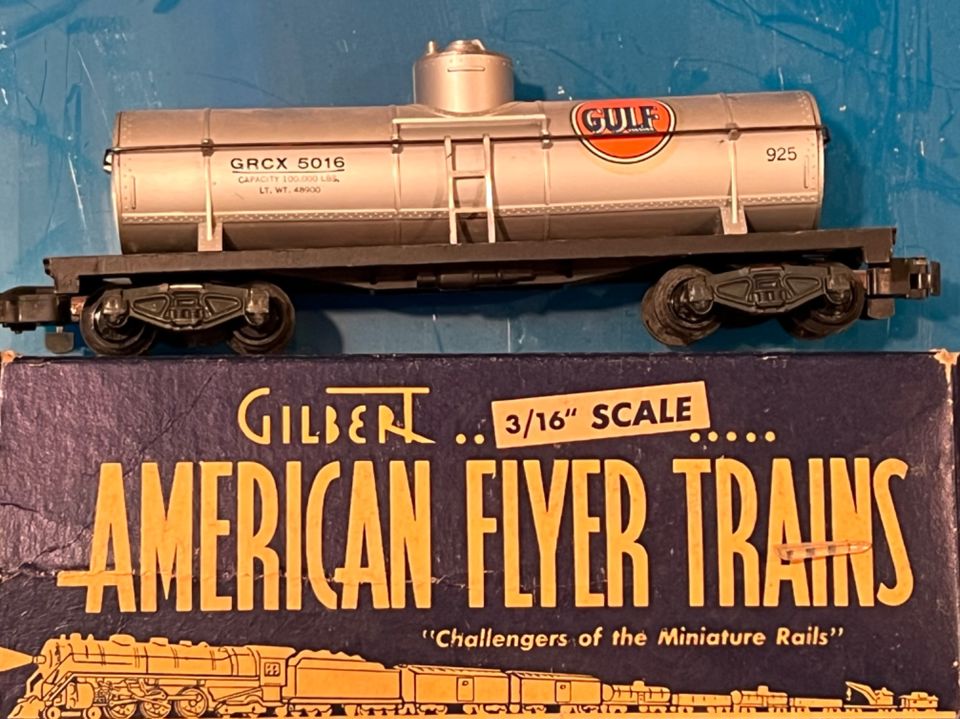 GULF
GRCX 5016
CAPACITY 100,000 LBS.
LT. WT. 48900
925
GILBERT .. 3/16" SCALE .....
AMERICAN FLYER TRAINS
"Challengers of the Miniature Rails"